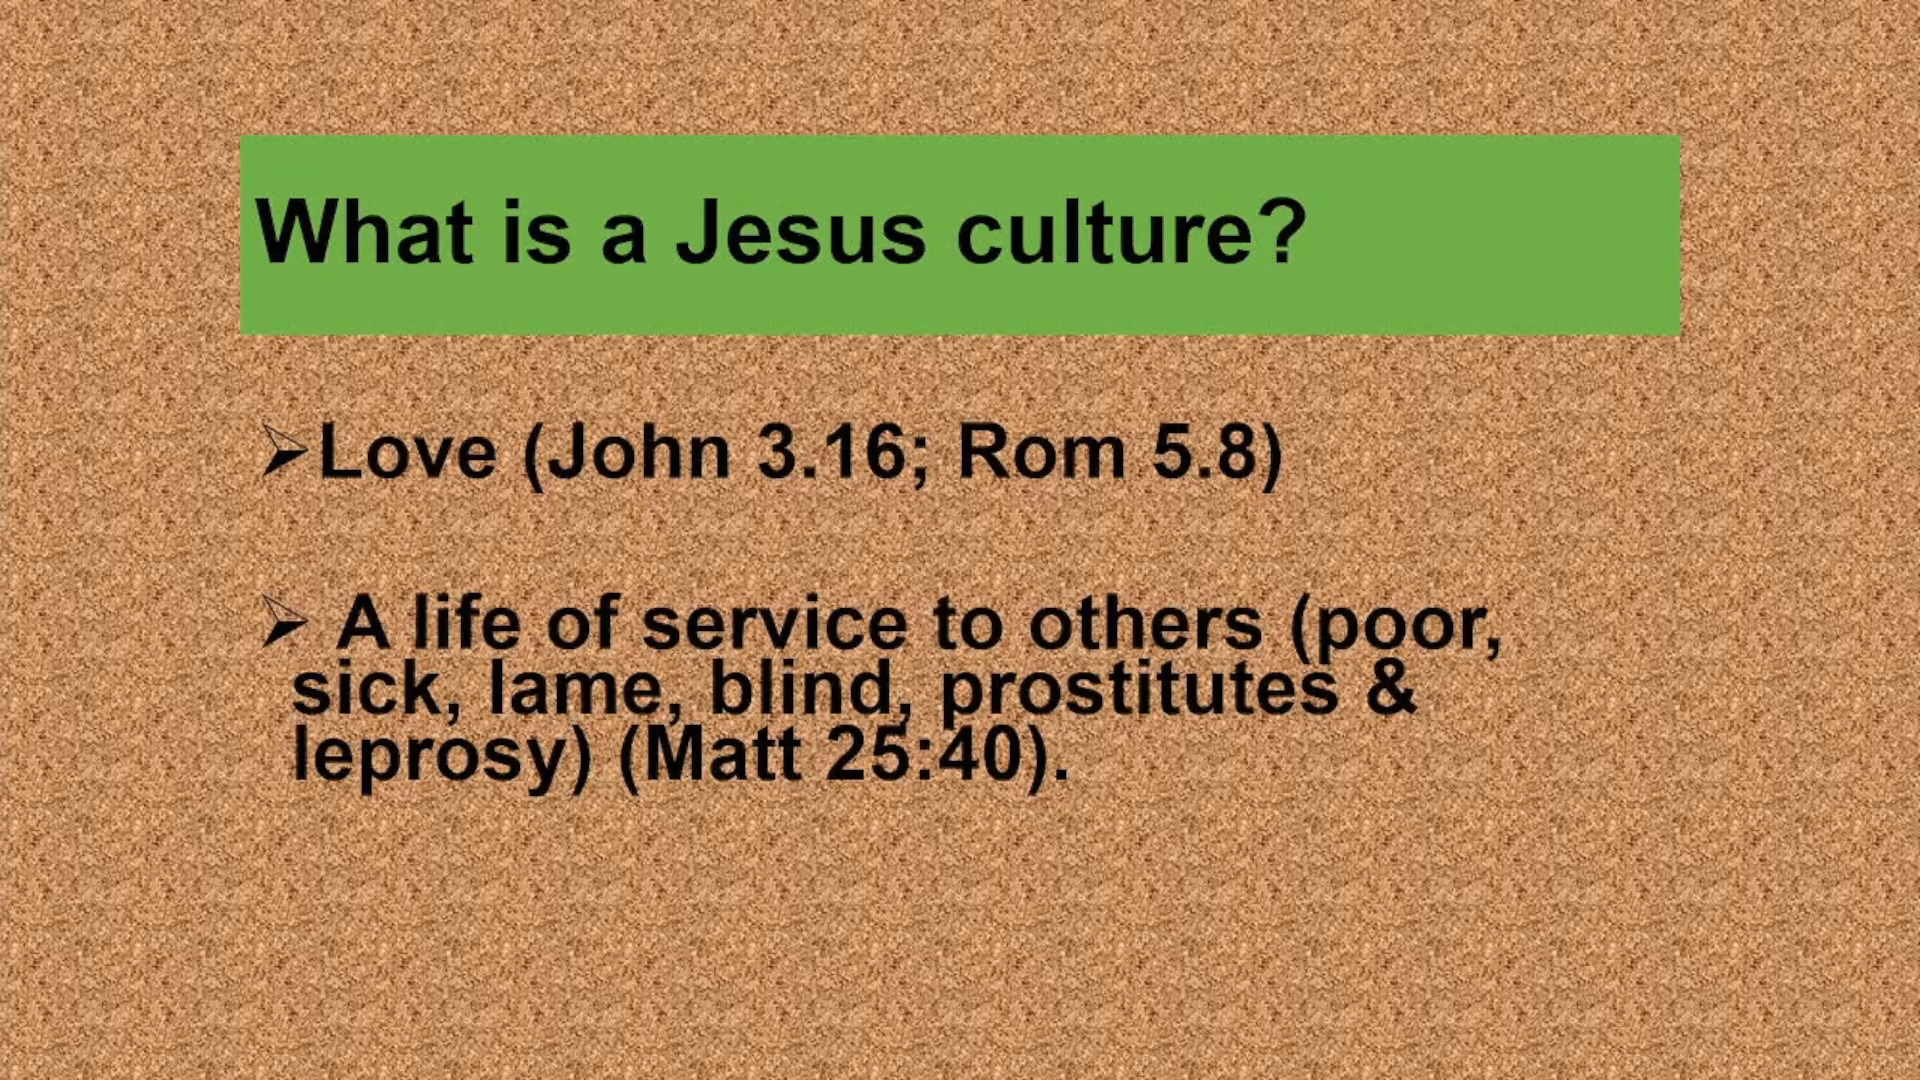 What is a Jesus culture?
➢Love (John 3.16; Rom 5.8)
➢ A life of service to others (poor,
sick, lame, blind, prostitutes &
leprosy) (Matt 25:40).